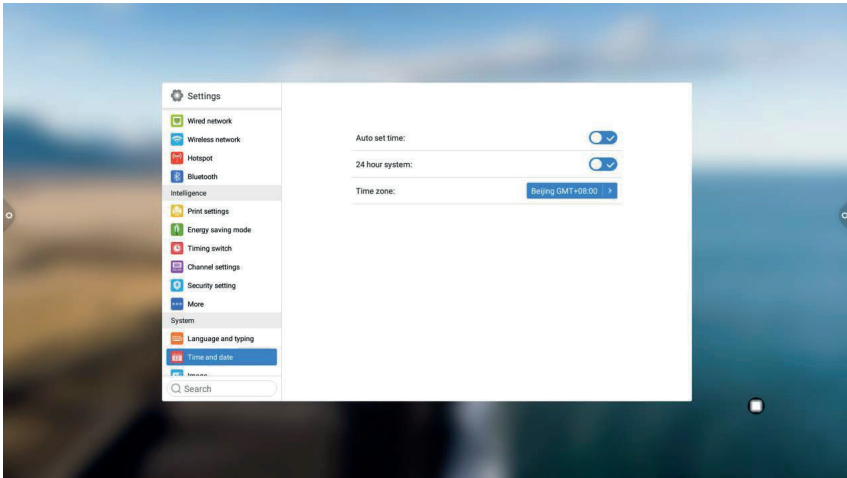 Settings
Wired network
Wireless network
Hotspot
Bluetooth
Intelligence
Print settings
Energy saving mode
Timing switch
Channel settings
Security setting
More
System
Language and typing
Time and date
Image
Search
Auto set time:
24 hour system:
Time zone: Beijing GMT+08:00 >